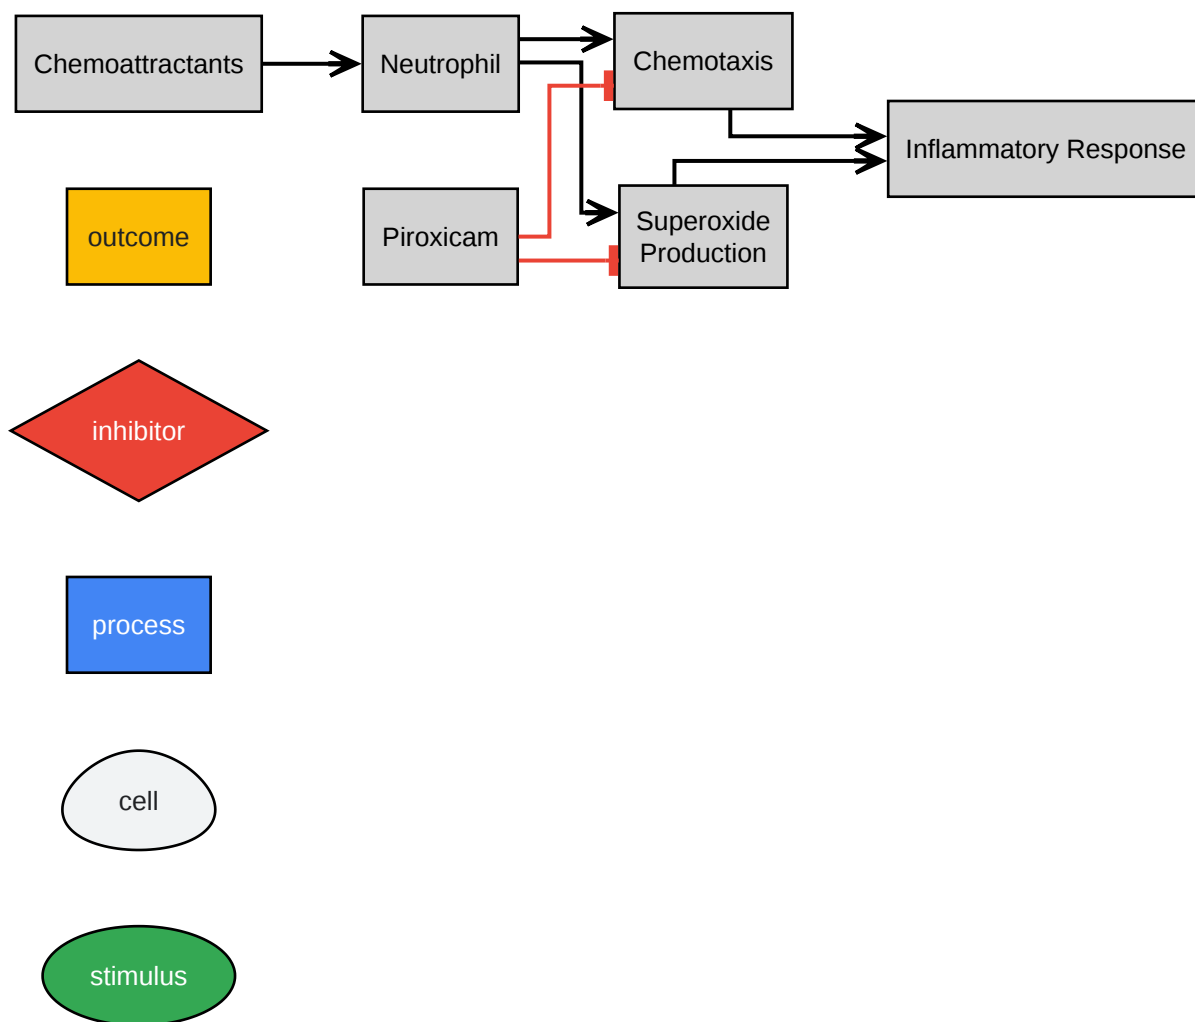 Chemoattractants
Neutrophil
Chemotaxis
Inflammatory Response
outcome
Piroxicam
Superoxide
Production
inhibitor
process
cell
stimulus